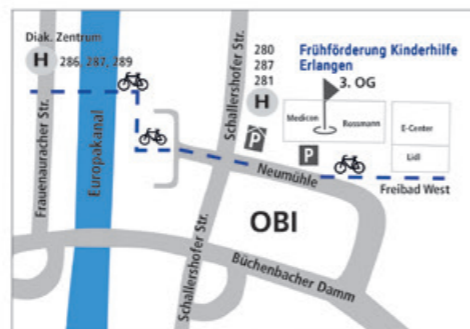 Diak. Zentrum
H 286, 287, 289
Frauenauracher Str.
Europakanal
Schallershofer Str.
280
287
281
H
Frühförderung Kinderhilfe
Erlangen
3. OG
Medicon
Rossmann
E-Center
Lidl
P
P
Neumühle
Freibad West
OBI
Schallershofer Str.
Büchenbacher Damm